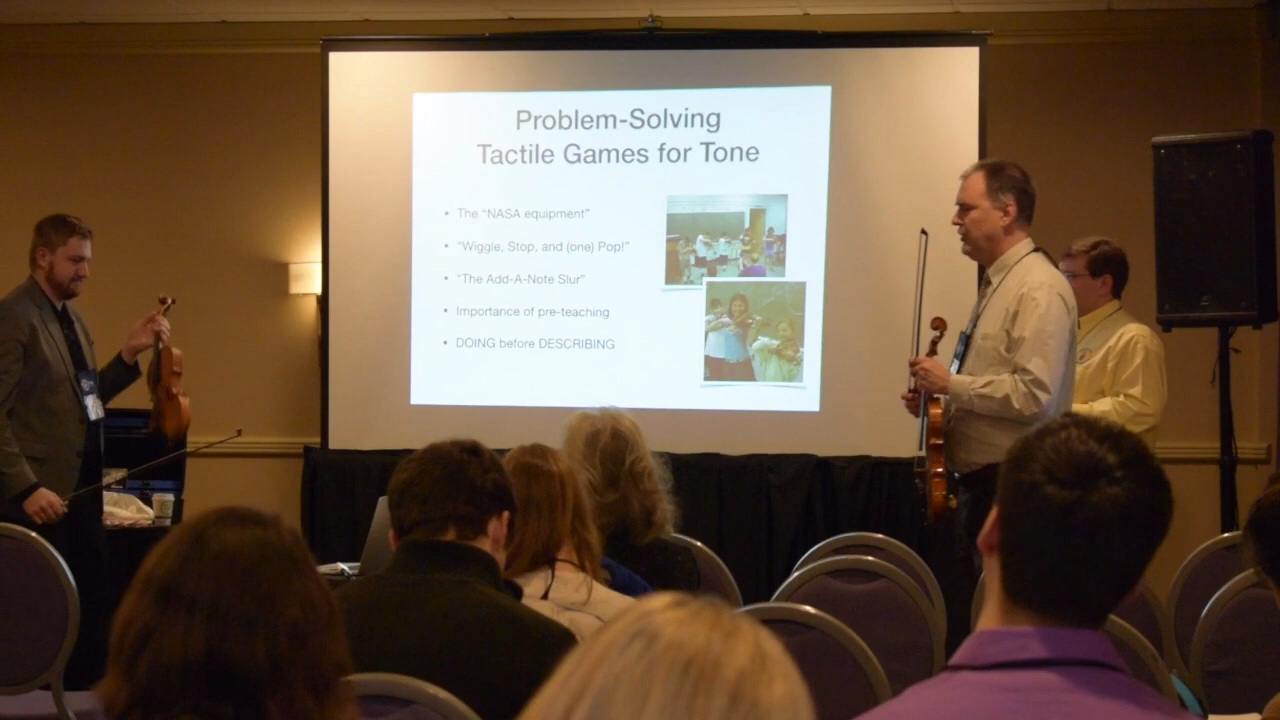 Problem-Solving
Tactile Games for Tone
• The “NASA equipment”
• “Wiggle, Stop, and (one) Pop!”
• “The Add-A-Note Slur”
• Importance of pre-teaching
• DOING before DESCRIBING